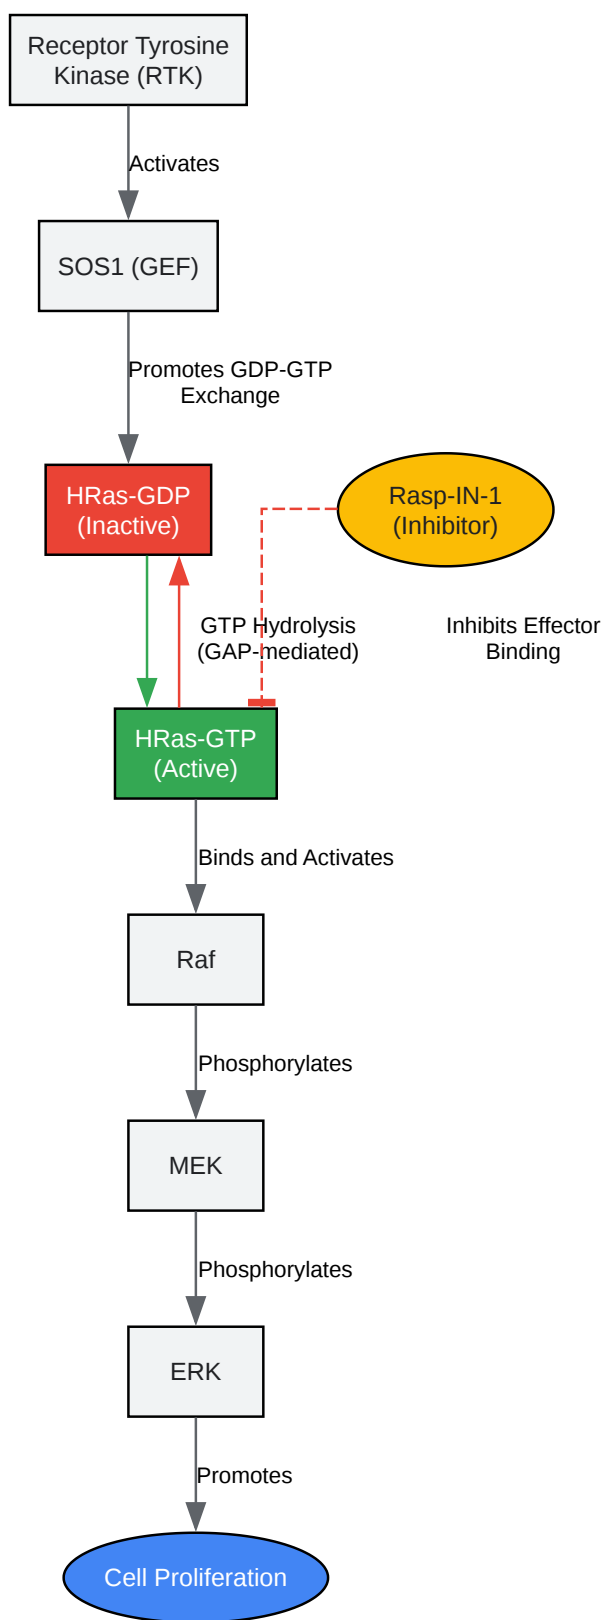 Receptor Tyrosine
Kinase (RTK)
Activates
SOS1 (GEF)
Promotes GDP-GTP
Exchange
HRas-GDP
(Inactive)
Rasp-IN-1
(Inhibitor)
GTP Hydrolysis
(GAP-mediated)
Inhibits Effector
Binding
HRas-GTP
(Active)
Binds and Activates
Raf
Phosphorylates
MEK
Phosphorylates
ERK
Promotes
Cell Proliferation